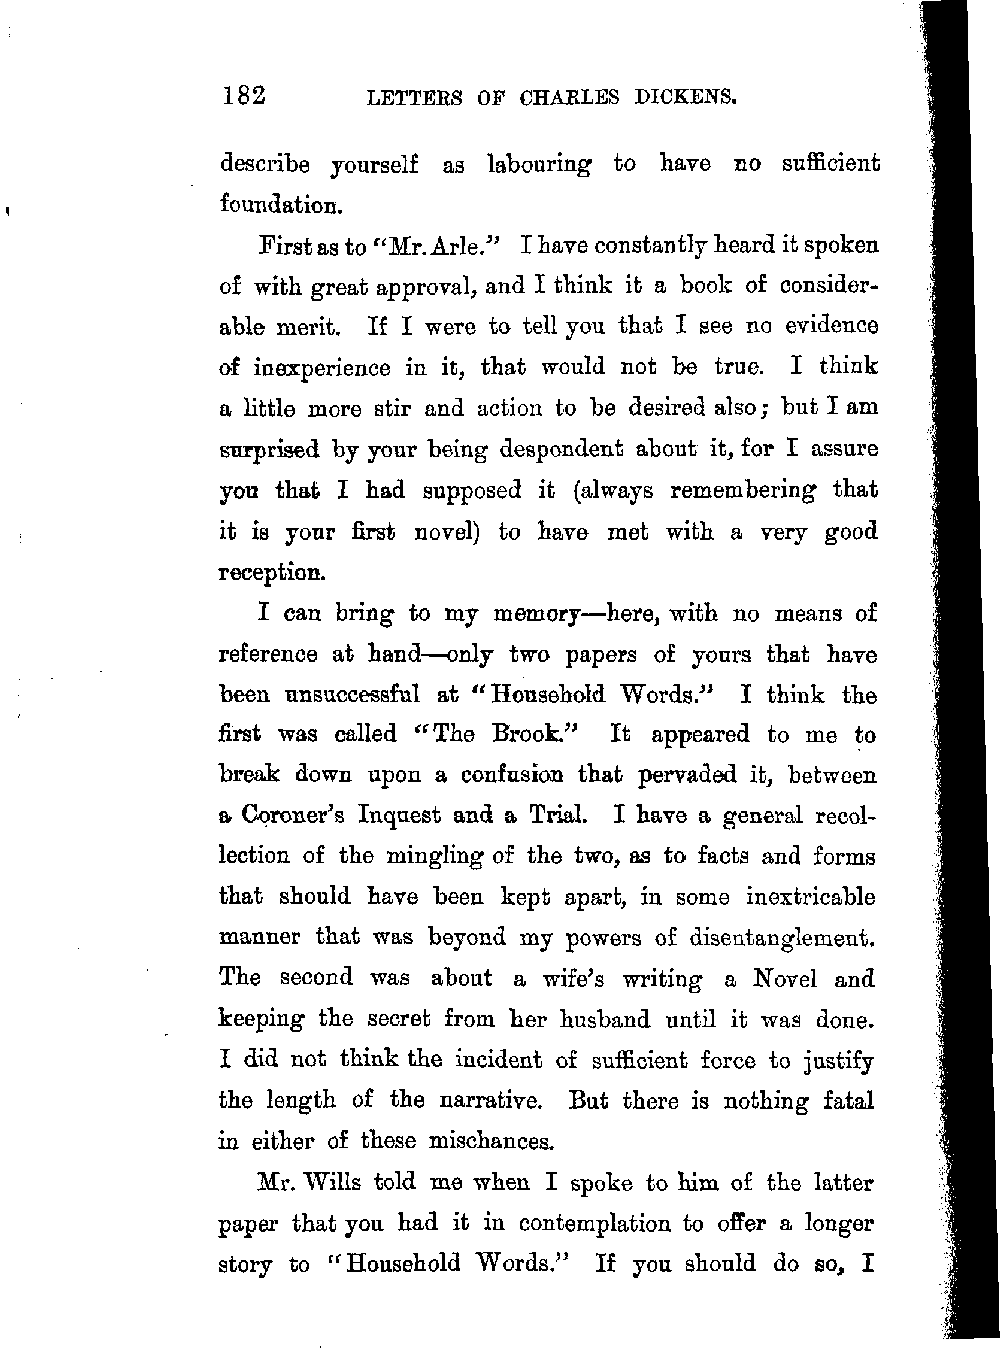 182 LETTERS OF CHARLES DICKENS.
describe yourself as labouring to have no sufficient
foundation.
First as to "Mr. Arle." I have constantly heard it spoken
of with great approval, and I think it a book of consider-
able merit. If I were to tell you that I see no evidence
of inexperience in it, that would not be true. I think
a little more stir and action to be desired also; but I am
surprised by your being despondent about it, for I assure
you that I had supposed it (always remembering that
it is your first novel) to have met with a very good
reception.
I can bring to my memory—here, with no means of
reference at hand—only two papers of yours that have
been unsuccessful at "Household Words." I think the
first was called "The Brook." It appeared to me to
break down upon a confusion that pervaded it, between
a Coroner's Inquest and a Trial. I have a general recol-
lection of the mingling of the two, as to facts and forms
that should have been kept apart, in some inextricable
manner that was beyond my powers of disentanglement.
The second was about a wife's writing a Novel and
keeping the secret from her husband until it was done.
I did not think the incident of sufficient force to justify
the length of the narrative. But there is nothing fatal
in either of these mischances.
Mr. Wills told me when I spoke to him of the latter
paper that you had it in contemplation to offer a longer
story to "Household Words." If you should do so, I